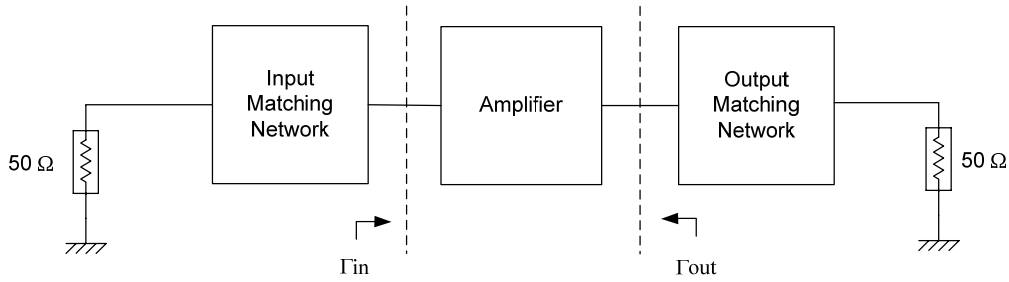 Input
Matching
Network
Amplifier
Output
Matching
Network
50 Ω
50 Ω
Γin
Γout